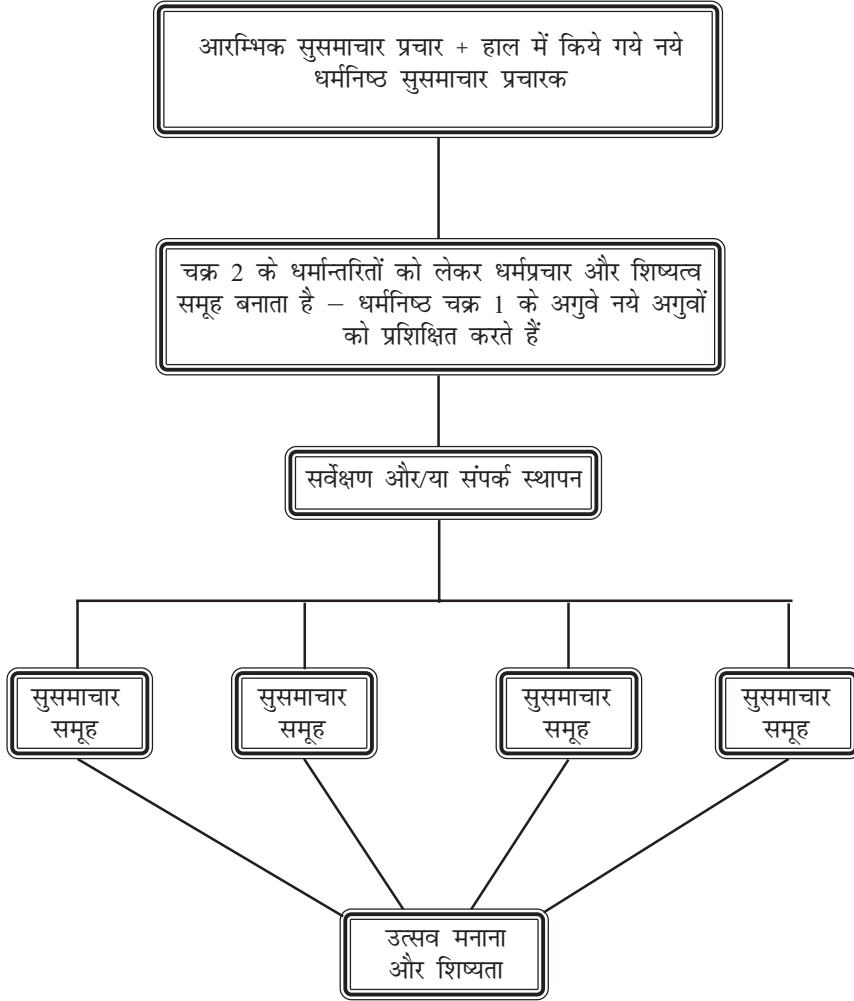 आरम्भिक सुसमाचार प्रचार + हाल में किये गये नये
धर्मनिष्ठ सुसमाचार प्रचारक
चक्र 2 के धर्मान्तरितों को लेकर धर्मप्रचार और शिष्यत्व
समूह बनाता है – धर्मनिष्ठ चक्र 1 के अगुवे नये अगुवों
को प्रशिक्षित करते हैं
सर्वेक्षण और/या संपर्क स्थापन
सुसमाचार
समूह
सुसमाचार
समूह
सुसमाचार
समूह
सुसमाचार
समूह
उत्सव मनाना
और शिष्यता